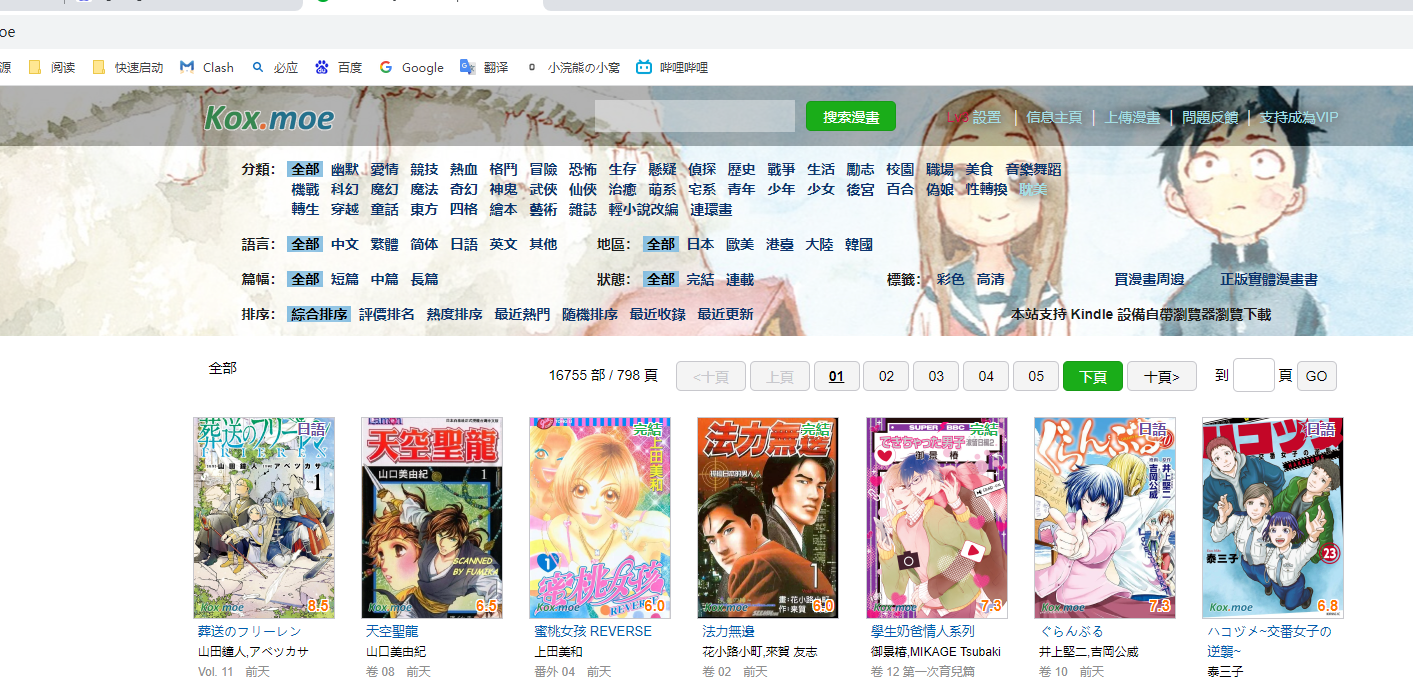 oe
源 阅读 快速启动 Clash 必应 百度 Google 翻译 小浣熊の小窝 哔哩哔哩
Kox.moe 搜索漫畫 Lv3 設置 | 信息主頁 | 上傳漫畫 | 問題反饋 | 支持成為VIP
分類: 全部 幽默 愛情 競技 熱血 格鬥 冒險 恐怖 生存 懸疑 偵探 歷史 戰爭 生活 勵志 校園 職場 美食 音樂舞蹈
機戰 科幻 魔幻 魔法 奇幻 神鬼 武俠 仙俠 治癒 萌系 宅系 青年 少年 少女 後宮 百合 偽娘 性轉換 耽美
轉生 穿越 童話 東方 四格 繪本 藝術 雜誌 輕小說改編 連環畫
語言: 全部 中文 繁體 简体 日語 英文 其他 地區: 全部 日本 歐美 港臺 大陸 韓國
篇幅: 全部 短篇 中篇 長篇 狀態: 全部 完結 連載 標籤: 彩色 高清 買漫畫周邊 正版實體漫畫書
排序: 綜合排序 評價排名 熱度排序 最近熱門 隨機排序 最近收錄 最近更新 本站支持 Kindle 設備自帶瀏覽器瀏覽下載
全部 16755 部 / 798 頁 <十頁 上頁 01 02 03 04 05 下頁 十頁> 到 頁 GO
葬送のフリーレン 日語 FRIEREN 山田鐘人 アベツカサ 1 Kox.moe 8.5
天空聖龍 山口美由紀 1 SCANNED BY FUMIKA Kox.moe 6.5
完結 上田美和 1 蜜桃女孩 REVERSE Kox.moe 6.0
法力無邊 完結 1 畫:花小路小町 作:來賀 Kox.moe 6.0
SUPER BBC 完結 できちゃった男子 御景椿 Kox.moe 7.3
ぐらんぶる 日語 井上堅二 吉岡公威 Kox.moe 7.3
ハコヅメ 日語 交番女子の逆襲 泰三子 23 Kox.moe 6.8
葬送のフリーレン 天空聖龍 蜜桃女孩 REVERSE 法力無邊 學生奶爸情人系列 ぐらんぶる ハコヅメ~交番女子の
山田鐘人,アベツカサ 山口美由紀 上田美和 花小路小町,來賀 友志 御景椿,MIKAGE Tsubaki 井上堅二,吉岡公威 逆襲~
Vol. 11 前天 卷 08 前天 番外 04 前天 卷 02 前天 卷 12 第一次育兒篇 卷 10 前天 泰三子